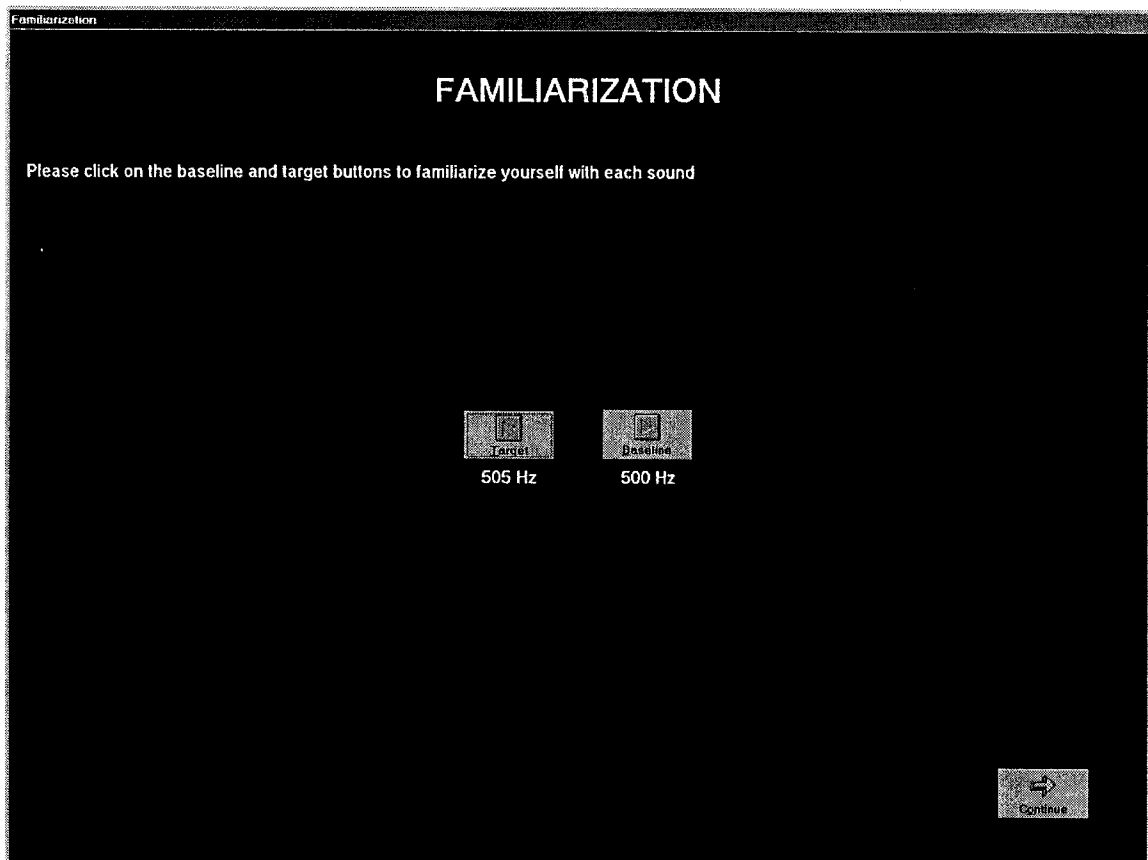 Familiarization
FAMILIARIZATION
Please click on the baseline and target buttons to familiarize yourself with each sound
Target
Baseline
505 Hz
500 Hz
Continue